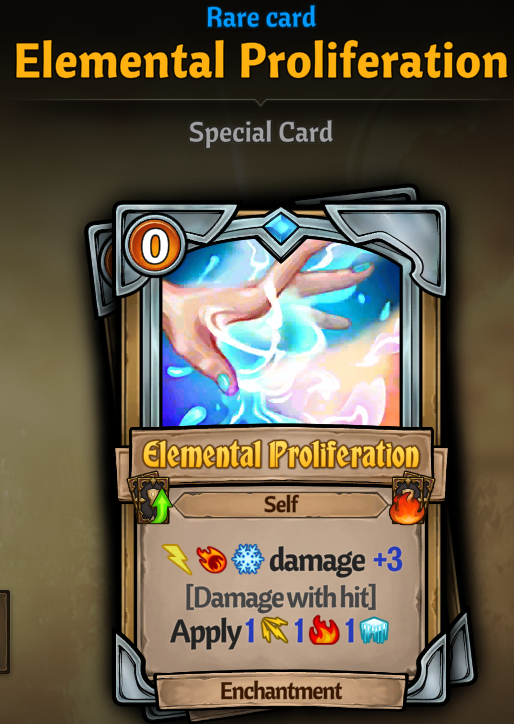 Rare card
Elemental Proliferation
Special Card
0
Elemental Proliferation
Self
damage +3
[Damage with hit]
Apply 1 1 1
Enchantment